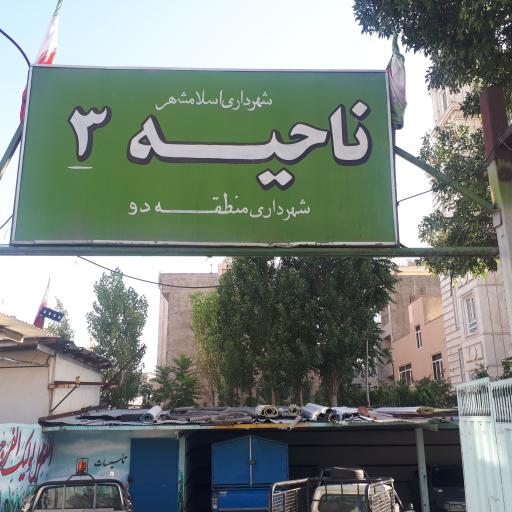 شهرداری اسلامشهر
ناحیه ۳
شهرداری منطقه دو